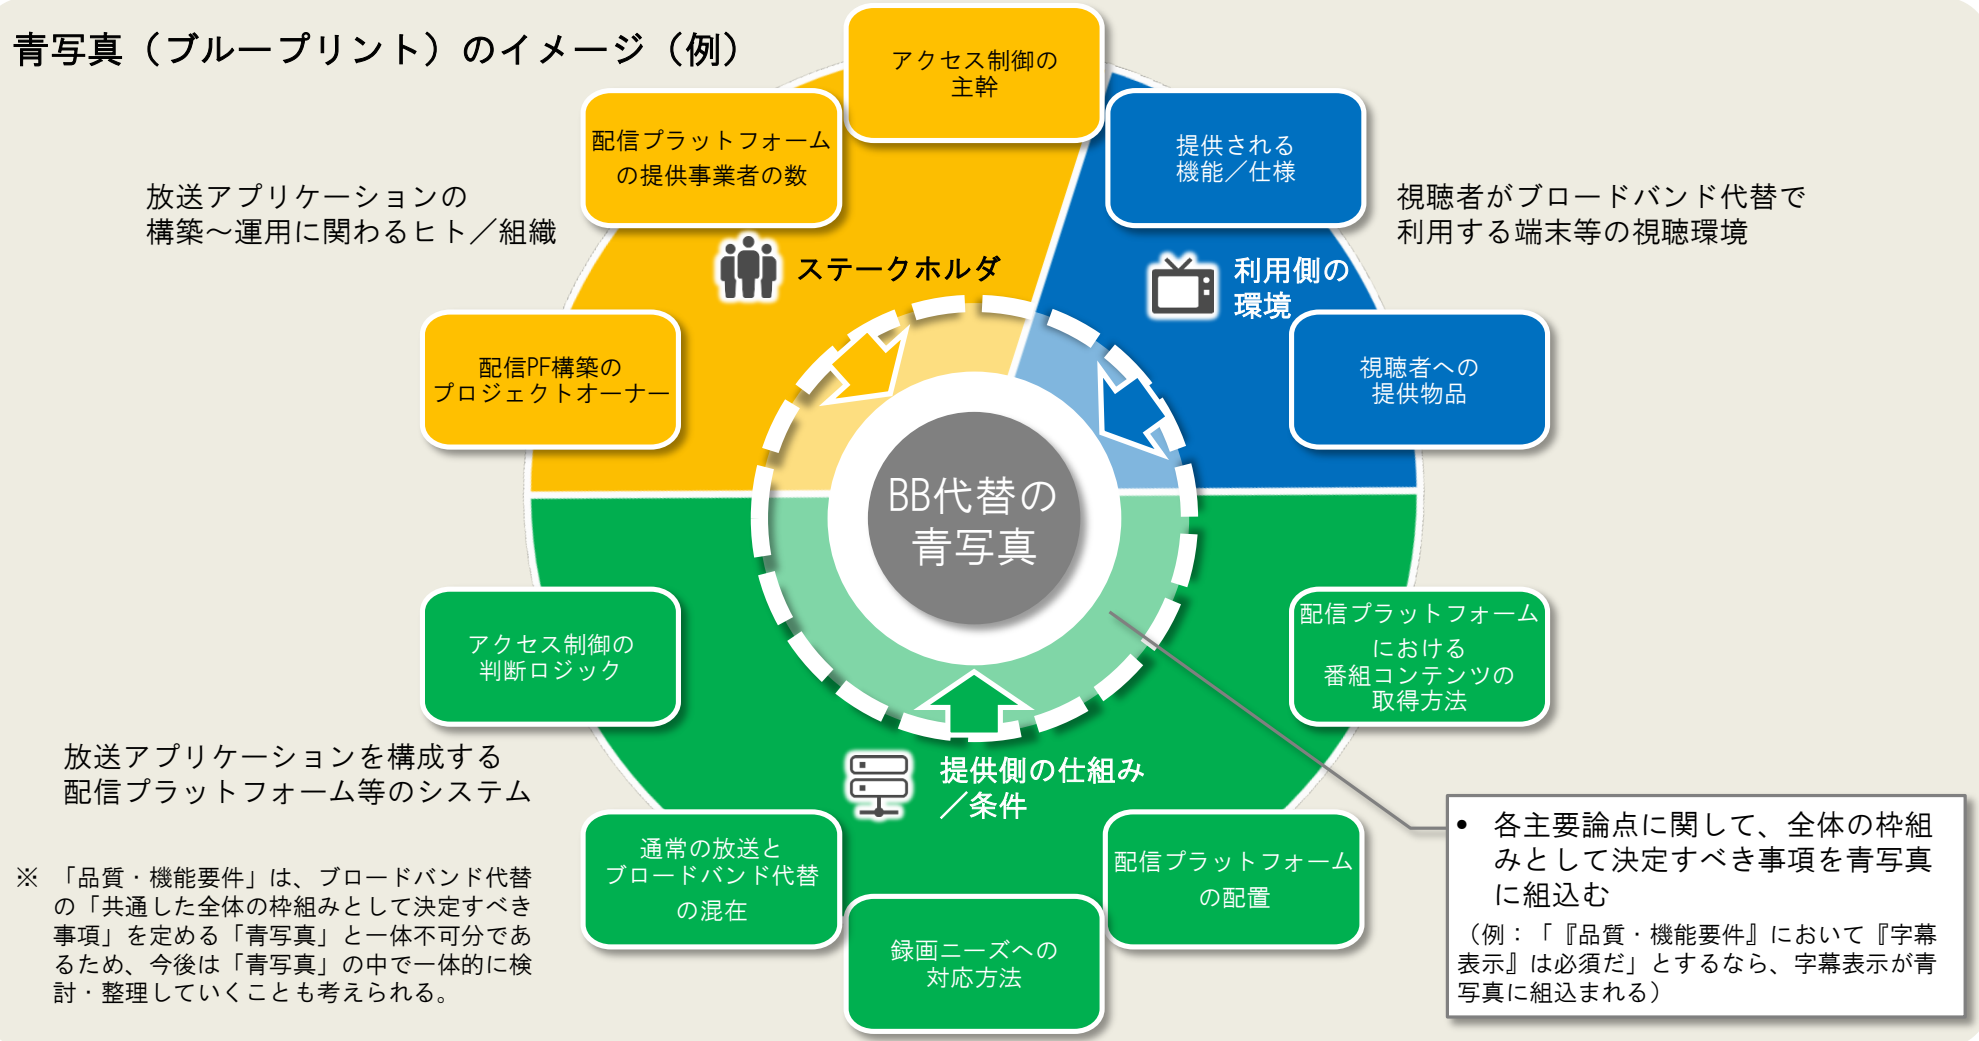 青写真（ブループリント）のイメージ（例）
アクセス制御の
主幹
配信プラットフォーム
の提供事業者の数
提供される
機能／仕様
放送アプリケーションの
構築～運用に関わるヒト／組織
視聴者がブロードバンド代替で
利用する端末等の視聴環境
ステークホルダ
利用側の
環境
配信PF構築の
プロジェクトオーナー
視聴者への
提供物品
BB代替の
青写真
アクセス制御の
判断ロジック
配信プラットフォーム
における
番組コンテンツの
取得方法
放送アプリケーションを構成する
配信プラットフォーム等のシステム
提供側の仕組み
／条件
通常の放送と
ブロードバンド代替
の混在
配信プラットフォーム
の配置
録画ニーズへの
対応方法
※　「品質・機能要件」は、ブロードバンド代替
の「共通した全体の枠組みとして決定すべき
事項」を定める「青写真」と一体不可分であ
るため、今後は「青写真」の中で一体的に検
討・整理していくことも考えられる。
• 各主要論点に関して、全体の枠組
みとして決定すべき事項を青写真
に組込む
（例：「『品質・機能要件』において『字幕
表示』は必須だ」とするなら、字幕表示が青
写真に組込まれる）